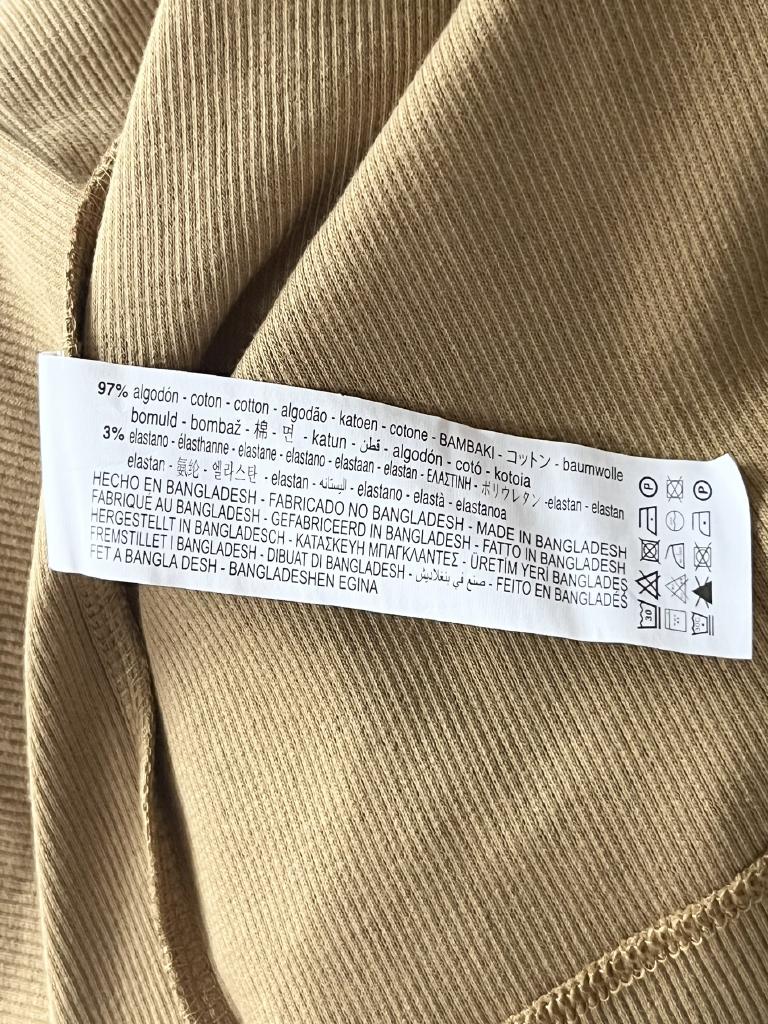 97% algodón - coton - cotton - algodão - katoen - cotone - BAMBAKI - コットン - baumwolle
bomuld - bombaž - 棉 - 면 - katun - قطن - algodón - cotó - kotoia
3% elastano - élasthanne - elastane - elastano - elastaan - elastan - ΕΛΑΣΤΙΝΗ - ポリウレタン - elastan - elastan
elastan - 氨纶 - 엘라스탄 - elastan - اليستانه - elastano - elastà - elastanoa
HECHO EN BANGLADESH - FABRICADO NO BANGLADESH - MADE IN BANGLADESH
FABRIQUÉ AU BANGLADESH - GEFABRICEERD IN BANGLADESH - FATTO IN BANGLADESH
HERGESTELLT IN BANGLADESCH - ΚΑΤΑΣΚΕΥΗ ΜΠΑΓΚΛΑΝΤΕΣ - ÜRETİM YERİ BANGLADEŞ
FREMSTILLET I BANGLADESH - DIBUAT DI BANGLADESH - صنع في بنغلاديش - FEITO EN BANGLADÉS
FET A BANGLA DESH - BANGLADESHEN EGINA
P P
30